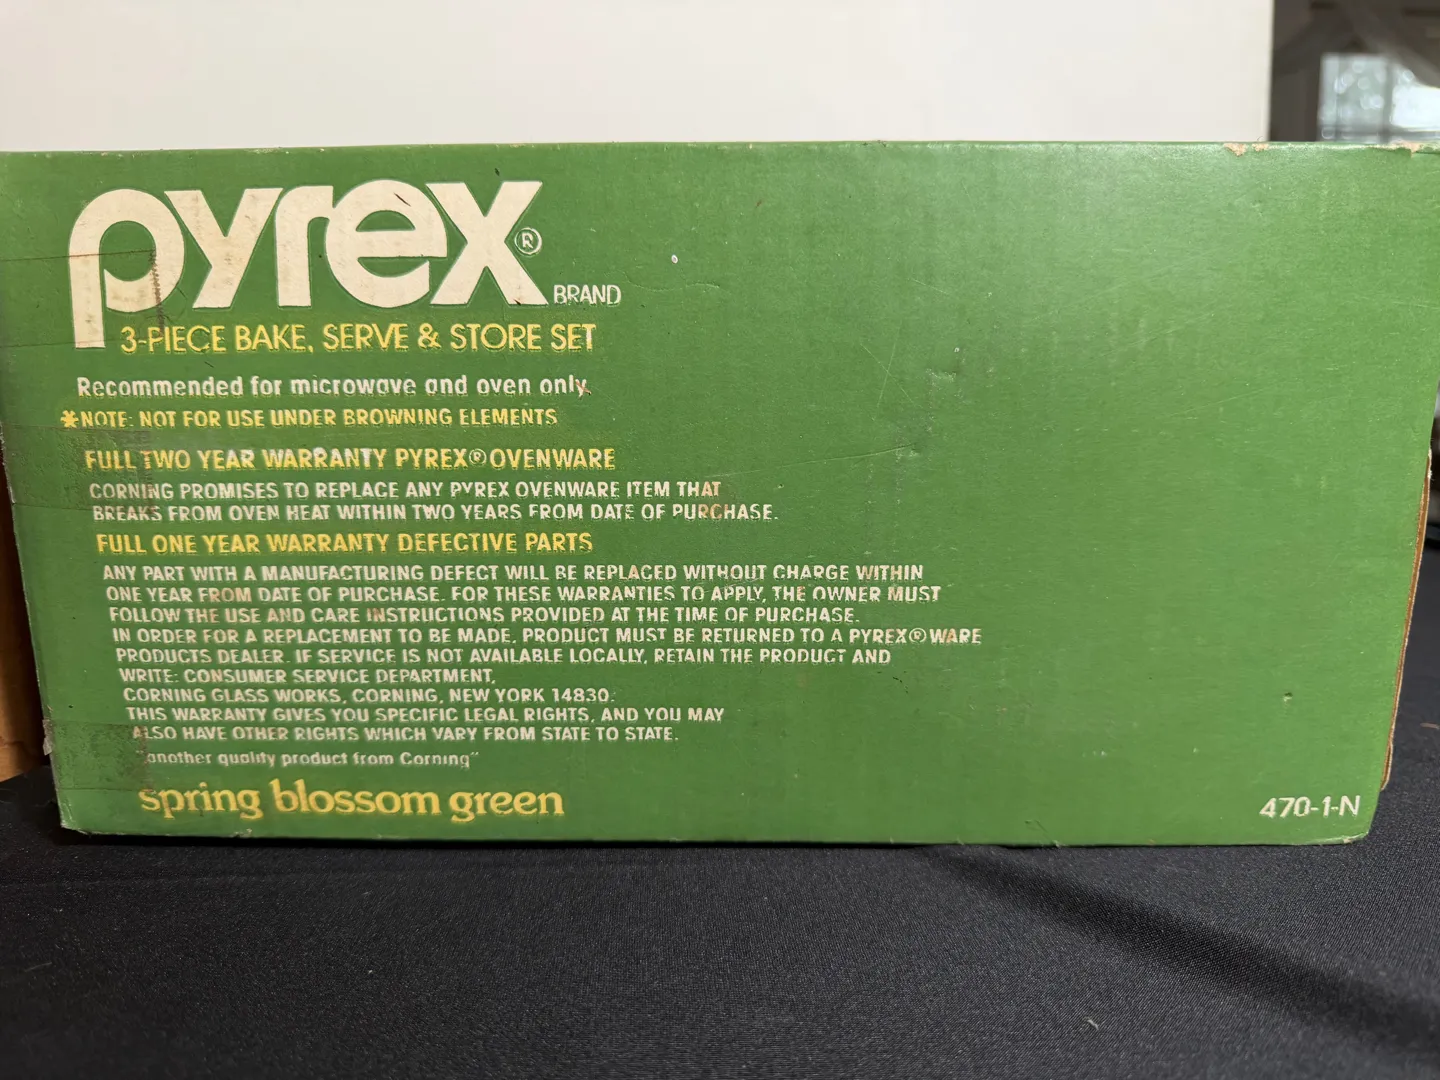 pyrex®
BRAND
3-PIECE BAKE, SERVE & STORE SET
Recommended for microwave and oven only.
*NOTE: NOT FOR USE UNDER BROWNING ELEMENTS
FULL TWO YEAR WARRANTY PYREX® OVENWARE
CORNING PROMISES TO REPLACE ANY PYREX OVENWARE ITEM THAT
BREAKS FROM OVEN HEAT WITHIN TWO YEARS FROM DATE OF PURCHASE.
FULL ONE YEAR WARRANTY DEFECTIVE PARTS
ANY PART WITH A MANUFACTURING DEFECT WILL BE REPLACED WITHOUT CHARGE WITHIN
ONE YEAR FROM DATE OF PURCHASE. FOR THESE WARRANTIES TO APPLY, THE OWNER MUST
FOLLOW THE USE AND CARE INSTRUCTIONS PROVIDED AT THE TIME OF PURCHASE.
IN ORDER FOR A REPLACEMENT TO BE MADE, PRODUCT MUST BE RETURNED TO A PYREX® WARE
PRODUCTS DEALER. IF SERVICE IS NOT AVAILABLE LOCALLY, RETAIN THE PRODUCT AND
WRITE: CONSUMER SERVICE DEPARTMENT,
CORNING GLASS WORKS, CORNING, NEW YORK 14830.
THIS WARRANTY GIVES YOU SPECIFIC LEGAL RIGHTS, AND YOU MAY
ALSO HAVE OTHER RIGHTS WHICH VARY FROM STATE TO STATE.
"another quality product from Corning"
spring blossom green
470-1-N